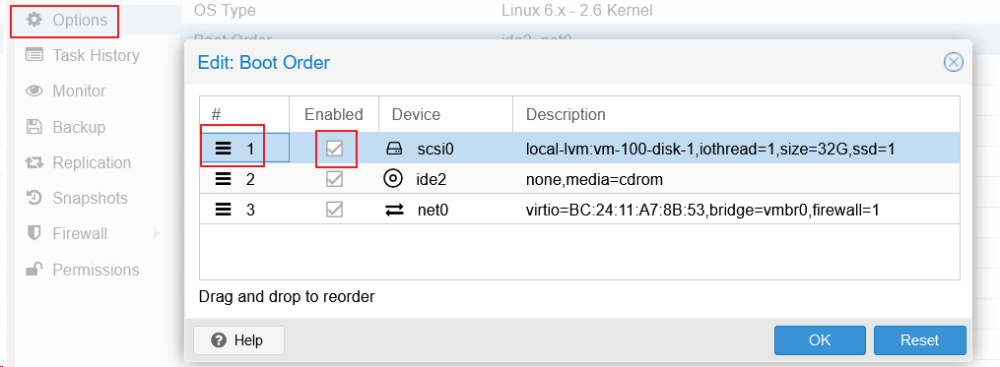 Options
Task History
Monitor
Backup
Replication
Snapshots
Firewall
Permissions
OS Type Linux 6.x - 2.6 Kernel
Boot Order ide2, net0
Edit: Boot Order
# Enabled Device Description
1 scsi0 local-lvm:vm-100-disk-1,iothread=1,size=32G,ssd=1
2 ide2 none,media=cdrom
3 net0 virtio=BC:24:11:A7:8B:53,bridge=vmbr0,firewall=1
Drag and drop to reorder
Help OK Reset